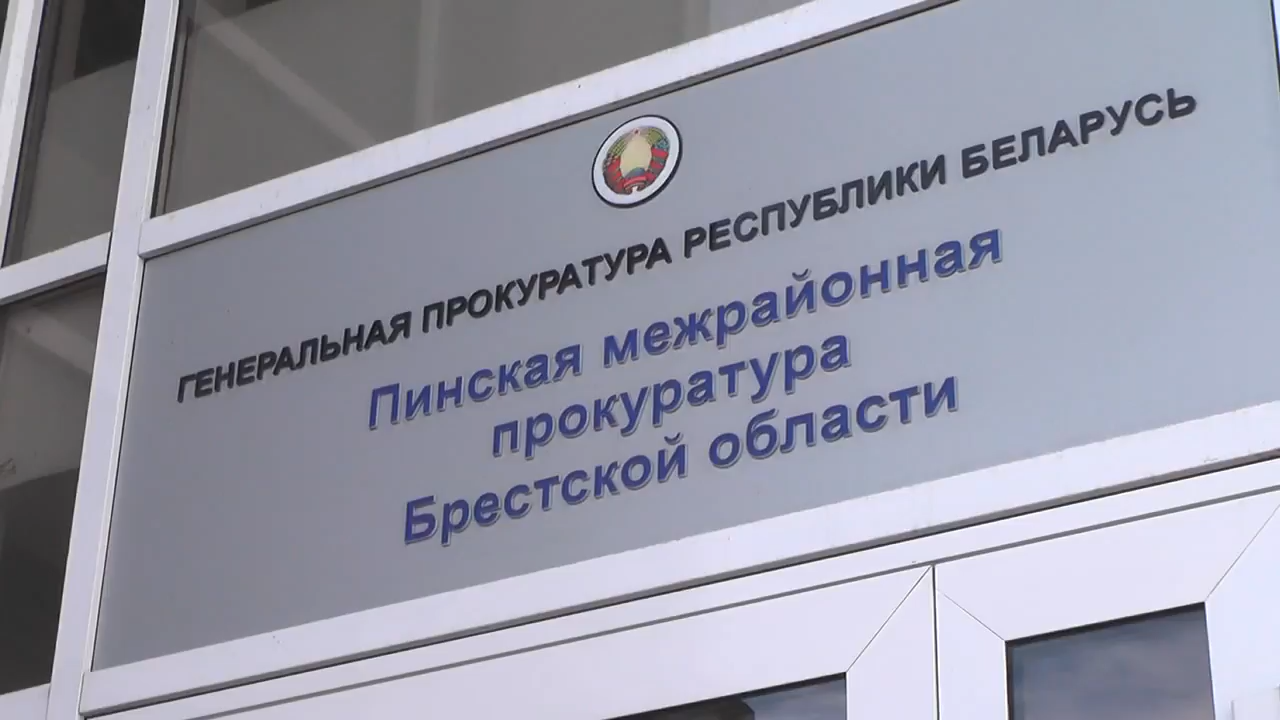 ГЕНЕРАЛЬНАЯ ПРОКУРАТУРА РЕСПУБЛИКИ БЕЛАРУСЬ
Пинская межрайонная
прокуратура
Брестской области